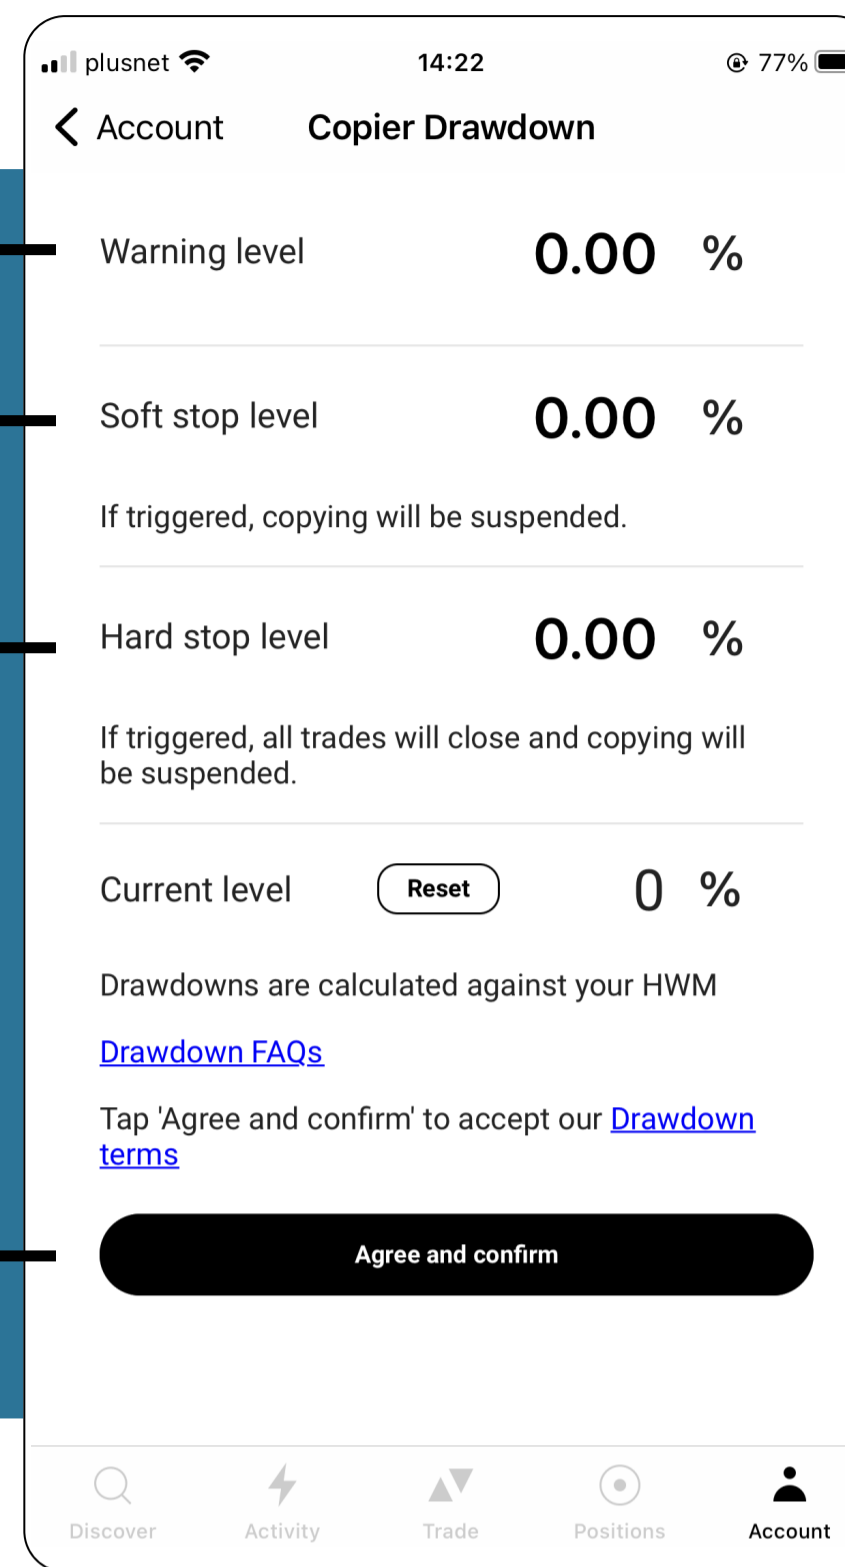 plusnet 14:22 77%
Account Copier Drawdown
Warning level 0.00 %
Soft stop level 0.00 %
If triggered, copying will be suspended.
Hard stop level 0.00 %
If triggered, all trades will close and copying will
be suspended.
Current level Reset 0 %
Drawdowns are calculated against your HWM
Drawdown FAQs
Tap 'Agree and confirm' to accept our Drawdown
terms
Agree and confirm
Discover Activity Trade Positions Account